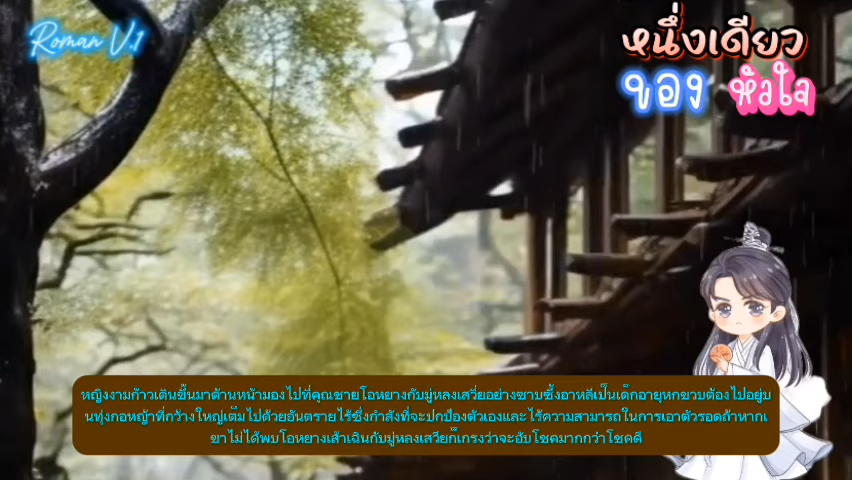 Roman V.1
หนึ่งเดียว
ของ หัวใจ
หญิงงามก้าวเดินขึ้นมาด้านหน้ามองไปที่คุณชายโอหยางกับมู่หลงเสวี่ยอย่างซาบซึ้งอาหลีเป็นเด็กอายุหกขวบต้องไปอยู่บ
นทุ่งกอหญ้าที่กว้างใหญ่เต็มไปด้วยอันตรายไร้ซึ่งกำลังที่จะปกป้องตัวเองและไร้ความสามารถในการเอาตัวรอดถ้าหากเ
ขาไม่ได้พบโอหยางเส้าเฉินกับมู่หลงเสวี่ยก็เกรงว่าจะอับโชคมากกว่าโชคดี